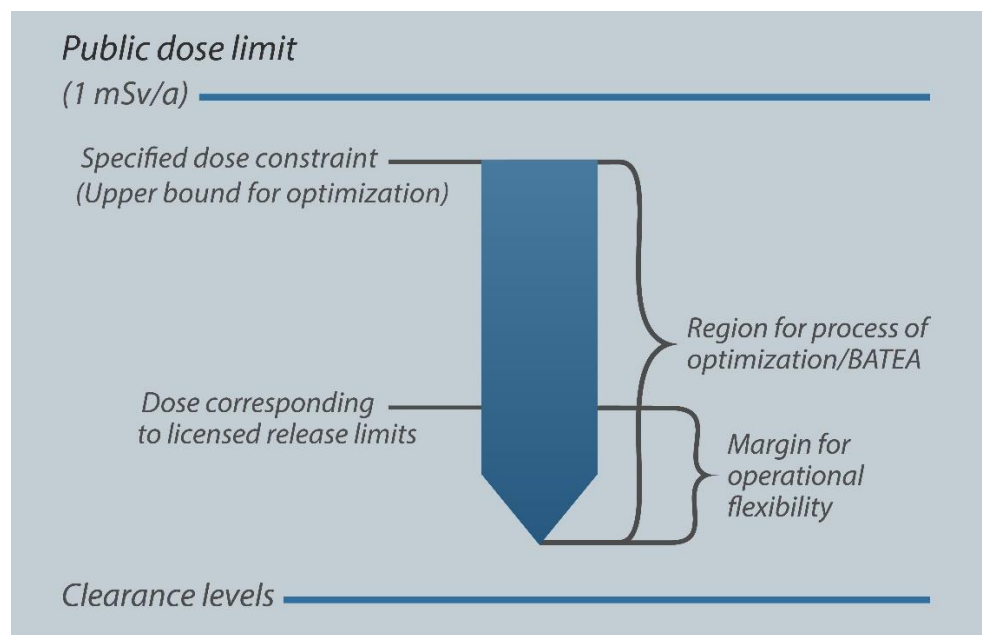 Public dose limit
(1 mSv/a)
Specified dose constraint
(Upper bound for optimization)
Region for process of
optimization/BATEA
Dose corresponding
to licensed release limits
Margin for
operational
flexibility
Clearance levels